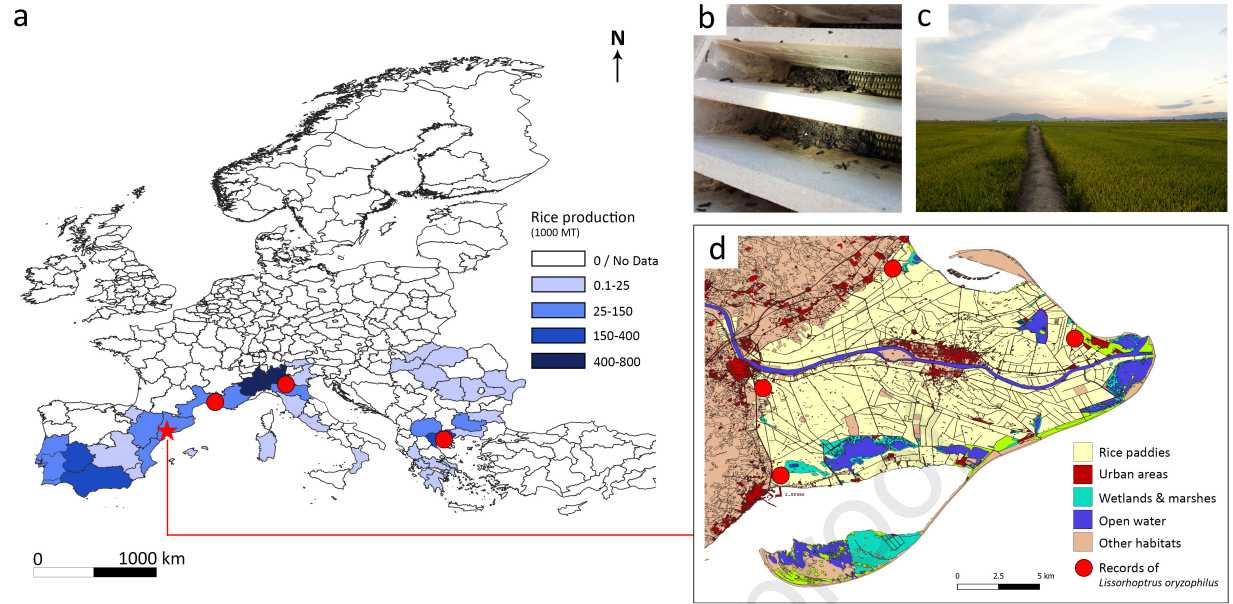 a
N
Rice production
(1000 MT)
0 / No Data
0.1-25
25-150
150-400
400-800
0 1000 km
b
c
d
Rice paddies
Urban areas
Wetlands & marshes
Open water
Other habitats
Records of
Lissorhoptrus oryzophilus
0 2.5 5 km